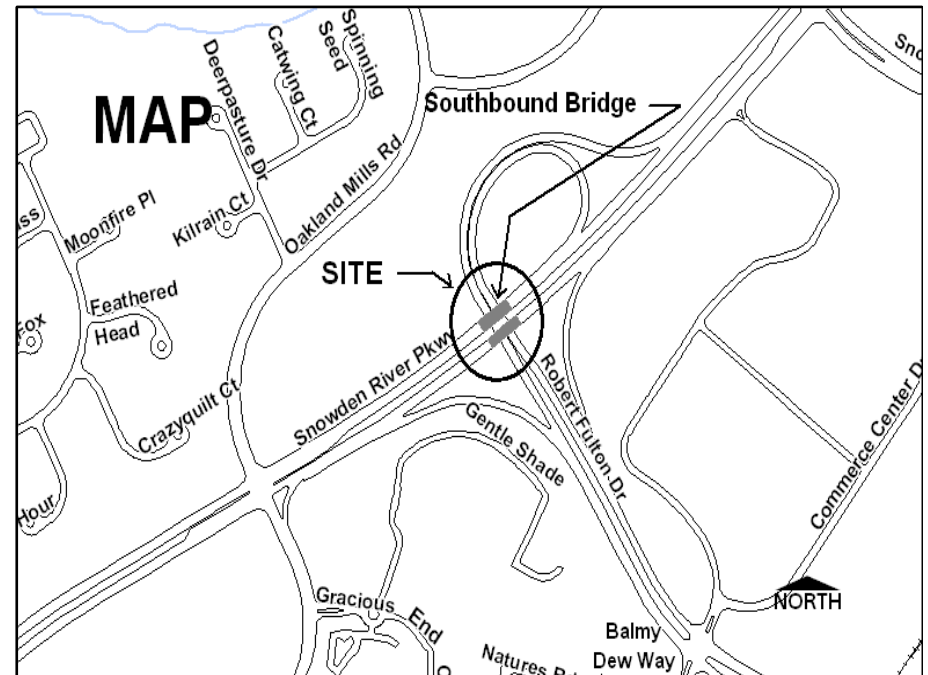 MAP
Deerpasture Dr
Catwing Ct
Spinning
Seed
Southbound Bridge
Oakland Mills Rd
Moonfire Pl
Kilrain Ct
SITE
Feathered
Head
Fox
Crazyquilt Ct
Snowden River Pkwy
Gentle Shade
Robert Fulton Dr
Commerce Center D
Hour
Gracious End
NORTH
Balmy
Dew Way
Natures